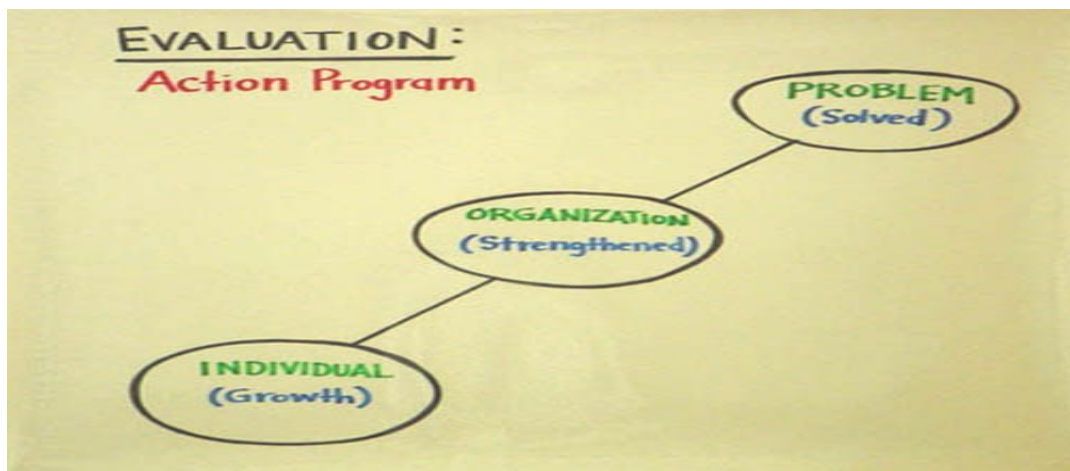 EVALUATION:
Action Program
PROBLEM
(Solved)
ORGANIZATION
(Strengthened)
INDIVIDUAL
(Growth)